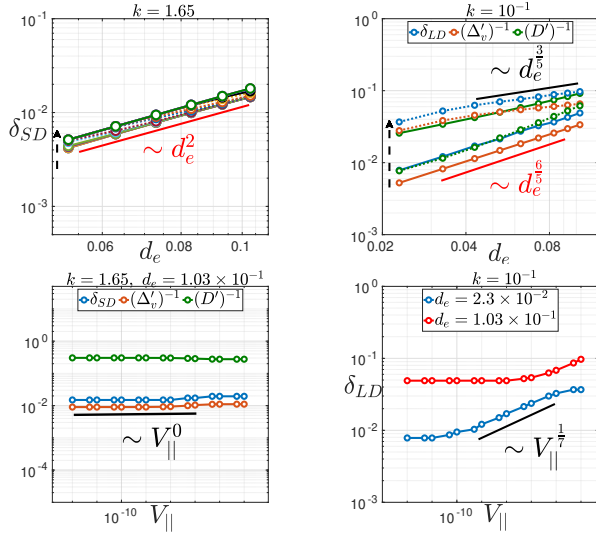 k = 1.65
10^{-1}
10^{-2}
10^{-3}
δ_{SD}
∼ d_e^2
0.06
0.08
0.1
d_e
k = 10^{-1}
δ_{LD} (Δ'_v)^{-1} (D')^{-1}
10^0
10^{-1}
10^{-2}
10^{-3}
∼ d_e^{3/5}
∼ d_e^{6/5}
0.02
0.04
0.08
d_e
k = 1.65, d_e = 1.03 × 10^{-1}
δ_{SD} (Δ'_v)^{-1} (D')^{-1}
10^0
10^{-2}
10^{-4}
∼ V_{||}^0
10^{-10}
V_{||}
k = 10^{-1}
d_e = 2.3 × 10^{-2}
d_e = 1.03 × 10^{-1}
10^0
10^{-1}
10^{-2}
10^{-3}
δ_{LD}
∼ V_{||}^{1/7}
10^{-10}
V_{||}